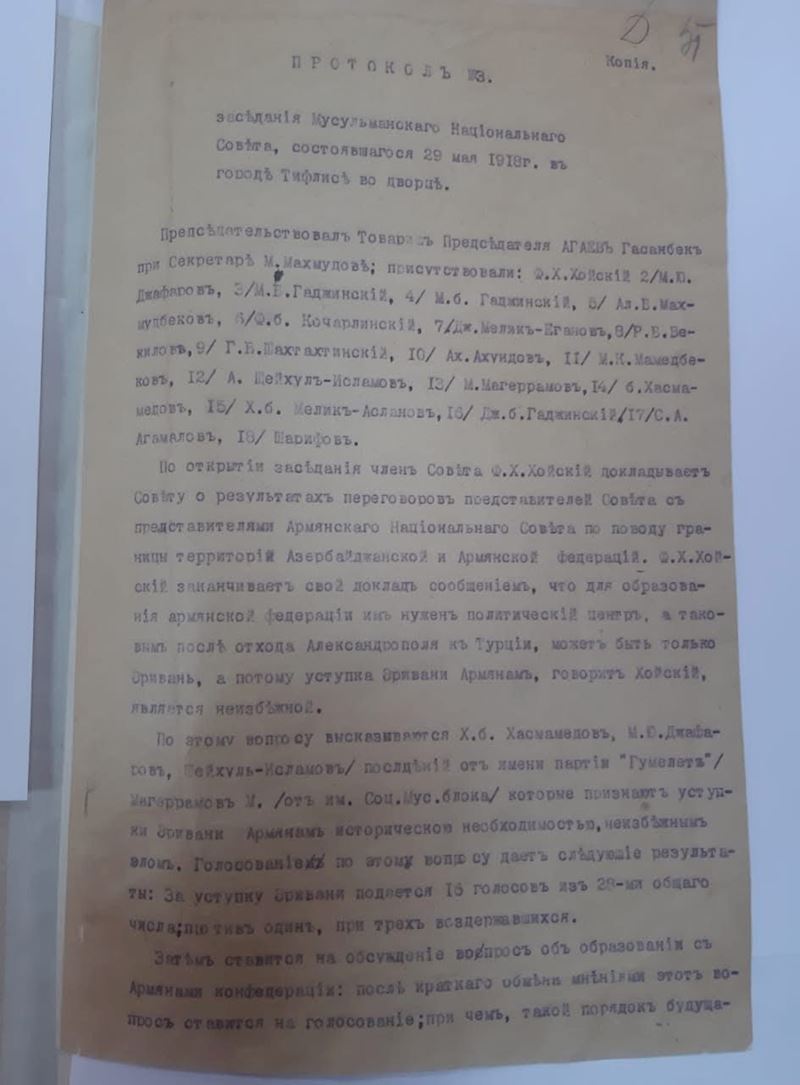 П Р О Т О К О Л Ъ №3.
Копія.
засѣданія Мусульманскаго Національнаго
Совѣта, состоявшагося 29 мая 1918г. въ
городѣ Тифлисѣ во дворцѣ.
Предсѣдательствовалъ Товарищъ Предсѣдателя АГАЕВЪ Гасанбекъ
при Секретарѣ М.Махмудовѣ; присутствовали: Ф.Х.Хойскій 2/М.Ю.
Джафаровъ, 3/М.Б.Гаджинскій, 4/ М.б. Гаджинскій, 5/ Ал.Б.Мах-
мудбековъ, 6/Ф.б. Кочарлинскій, 7/Дж.Меликъ-Егановъ,8/Р.Б.Ве-
киловъ,9/ Г.Б.Шахтахтинскій, 10/ Ах.Ахундовъ, 11/ М.К.Мамедбе-
ковъ, 12/ А. Шейхулъ-Исламовъ, 13/ М.Магеррамовъ,14/ б.Хасма-
медовъ, 15/ Х.б. Меликъ-Аслановъ,16/ Дж.б.Гаджинскій/17/С.А.
Агамаловъ, 18/ Шарифовъ.
По открытіи засѣданія членъ Совѣта Ф.Х.Хойскій докладываетъ
Совѣту о результатахъ переговоровъ представителей Совѣта съ
представителями Армянскаго Національнаго Совѣта по поводу гра-
ницы территорій Азербайджанской и Армянской федерацій. Ф.Х.Хой-
скій заканчиваетъ свой докладъ сообщеніемъ, что для образова-
нія армянской федераціи имъ нуженъ политическій центръ, а тако-
вымъ послѣ отхода Александрополя къ Турціи, можетъ быть только
Эривань, а потому уступка Эривани Армянамъ, говоритъ Хойскій,
является неизбѣжной.
По этому вопросу высказываются Х.б. Хасмамедовъ, М.Ю.Джафа-
ровъ, Шейхуль-Исламовъ/ послѣдній отъ имени партіи "Гумелетъ"/
Магеррамовъ М. /отъ им. Соц.Мус.блока/ которые признаютъ уступ-
ки Эривани Армянамъ историческою необходимостью,неизбѣжнымъ
зломъ. Голосованіе по этому вопросу даетъ слѣдующіе результа-
ты: За уступку Эривани подается 16 голосовъ изъ 28-ми общаго
числа;противъ одинъ, при трехъ воздержавшихся.
Затѣмъ ставится на обсужденіе вопросъ объ образованіи съ
Армянами конфедераціи: послѣ краткаго обмѣна мнѣніями этотъ во-
просъ ставится на голосованіе;при чемъ, такой порядокъ будуща-